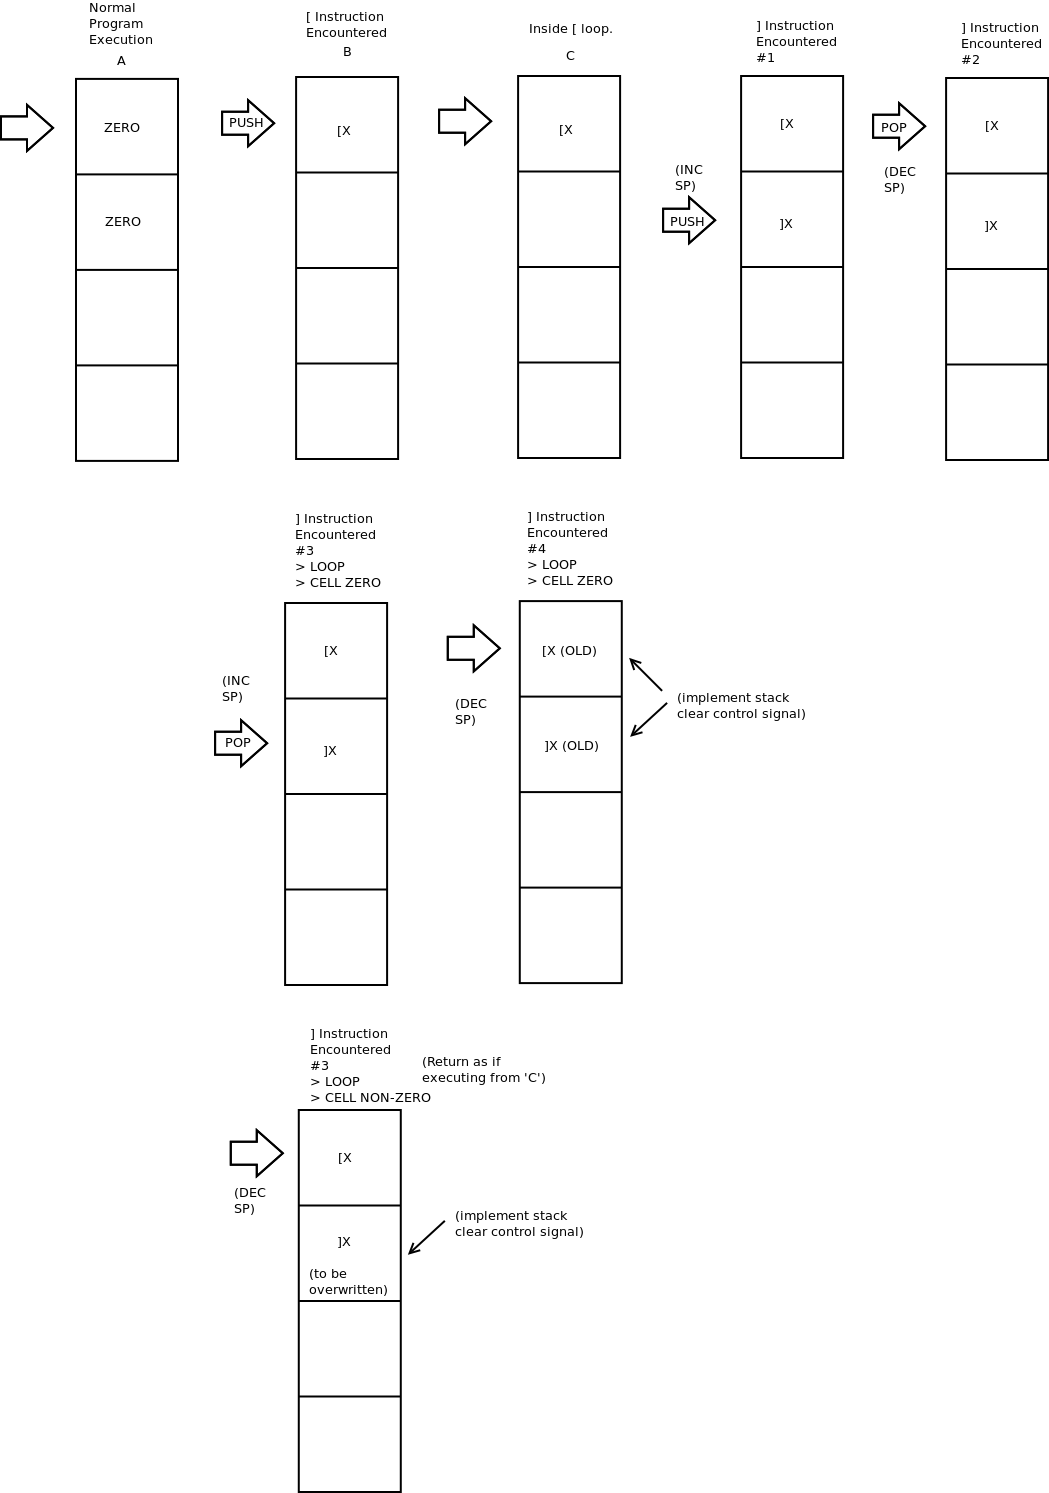 Normal
Program
Execution
A
ZERO
ZERO
[ Instruction
Encountered
B
PUSH
[X
Inside [ loop.
C
[X
] Instruction
Encountered
#1
(INC
SP)
PUSH
[X
]X
] Instruction
Encountered
#2
POP
(DEC
SP)
[X
]X
] Instruction
Encountered
#3
> LOOP
> CELL ZERO
(INC
SP)
POP
[X
]X
] Instruction
Encountered
#4
> LOOP
> CELL ZERO
(DEC
SP)
[X (OLD)
]X (OLD)
(implement stack
clear control signal)
] Instruction
Encountered
#3
> LOOP
> CELL NON-ZERO
(Return as if
executing from 'C')
(DEC
SP)
[X
]X
(to be
overwritten)
(implement stack
clear control signal)